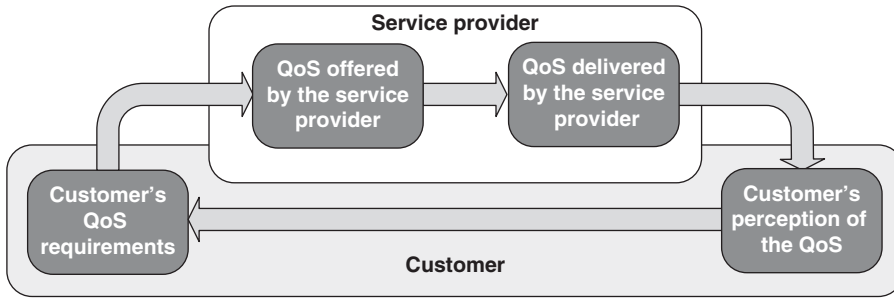 Service provider
QoS offered
by the service
provider
QoS delivered
by the service
provider
Customer's
QoS
requirements
Customer's
perception of
the QoS
Customer